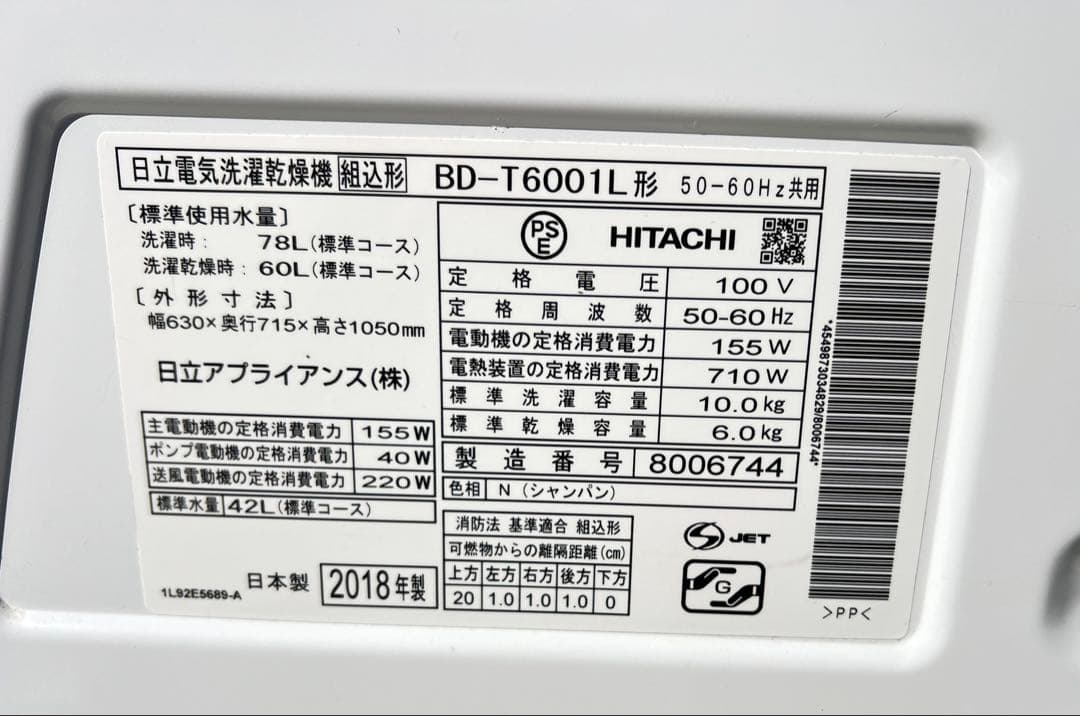 日立電気洗濯乾燥機 組込形 BD-T6001L形 50-60Hz共用
〔標準使用水量〕
洗濯時： 78L(標準コース)
洗濯乾燥時：60L(標準コース)
〔外形寸法〕
幅630×奥行715×高さ1050mm
日立アプライアンス(株)
主電動機の定格消費電力 155W
ポンプ電動機の定格消費電力 40W
送風電動機の定格消費電力 220W
標準水量 42L(標準コース)
1L92E5689-A 日本製 2018年製
PSE HITACHI
定格電圧 100 V
定格周波数 50-60 Hz
電動機の定格消費電力 155W
電熱装置の定格消費電力 710W
標準洗濯容量 10.0kg
標準乾燥容量 6.0kg
製造番号 8006744
色相 N (シャンパン)
消防法 基準適合 組込形
可燃物からの離隔距離(cm)
上方 左方 右方 後方 下方
20 1.0 1.0 1.0 0
S JET
G
*4549873034829/8006744*
>PP<